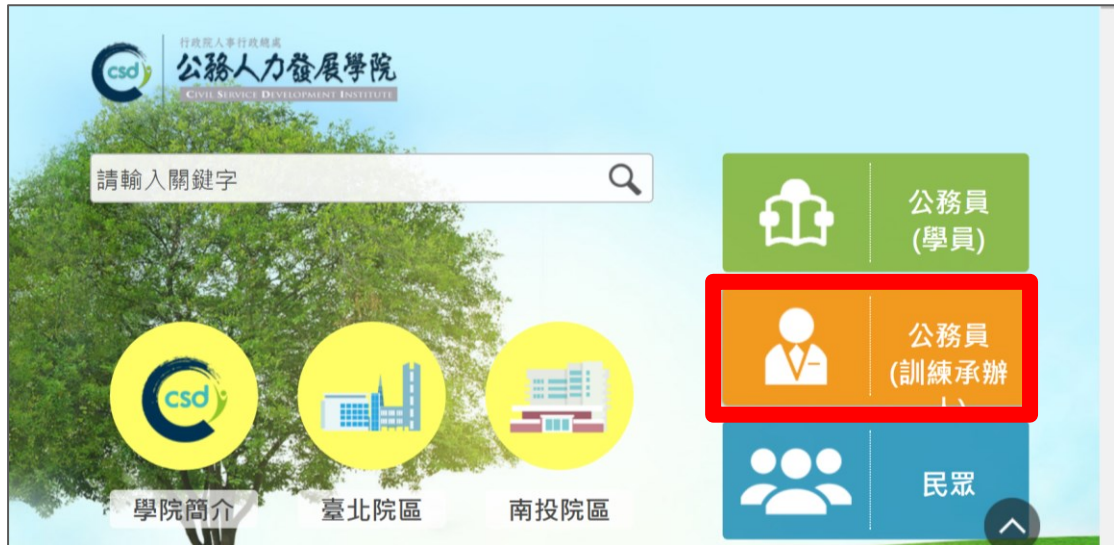 行政院人事行政總處
csd
公務人力發展學院
CIVIL SERVICE DEVELOPMENT INSTITUTE
請輸入關鍵字
公務員
(學員)
公務員
(訓練承辦
民眾
csd
學院簡介
臺北院區
南投院區